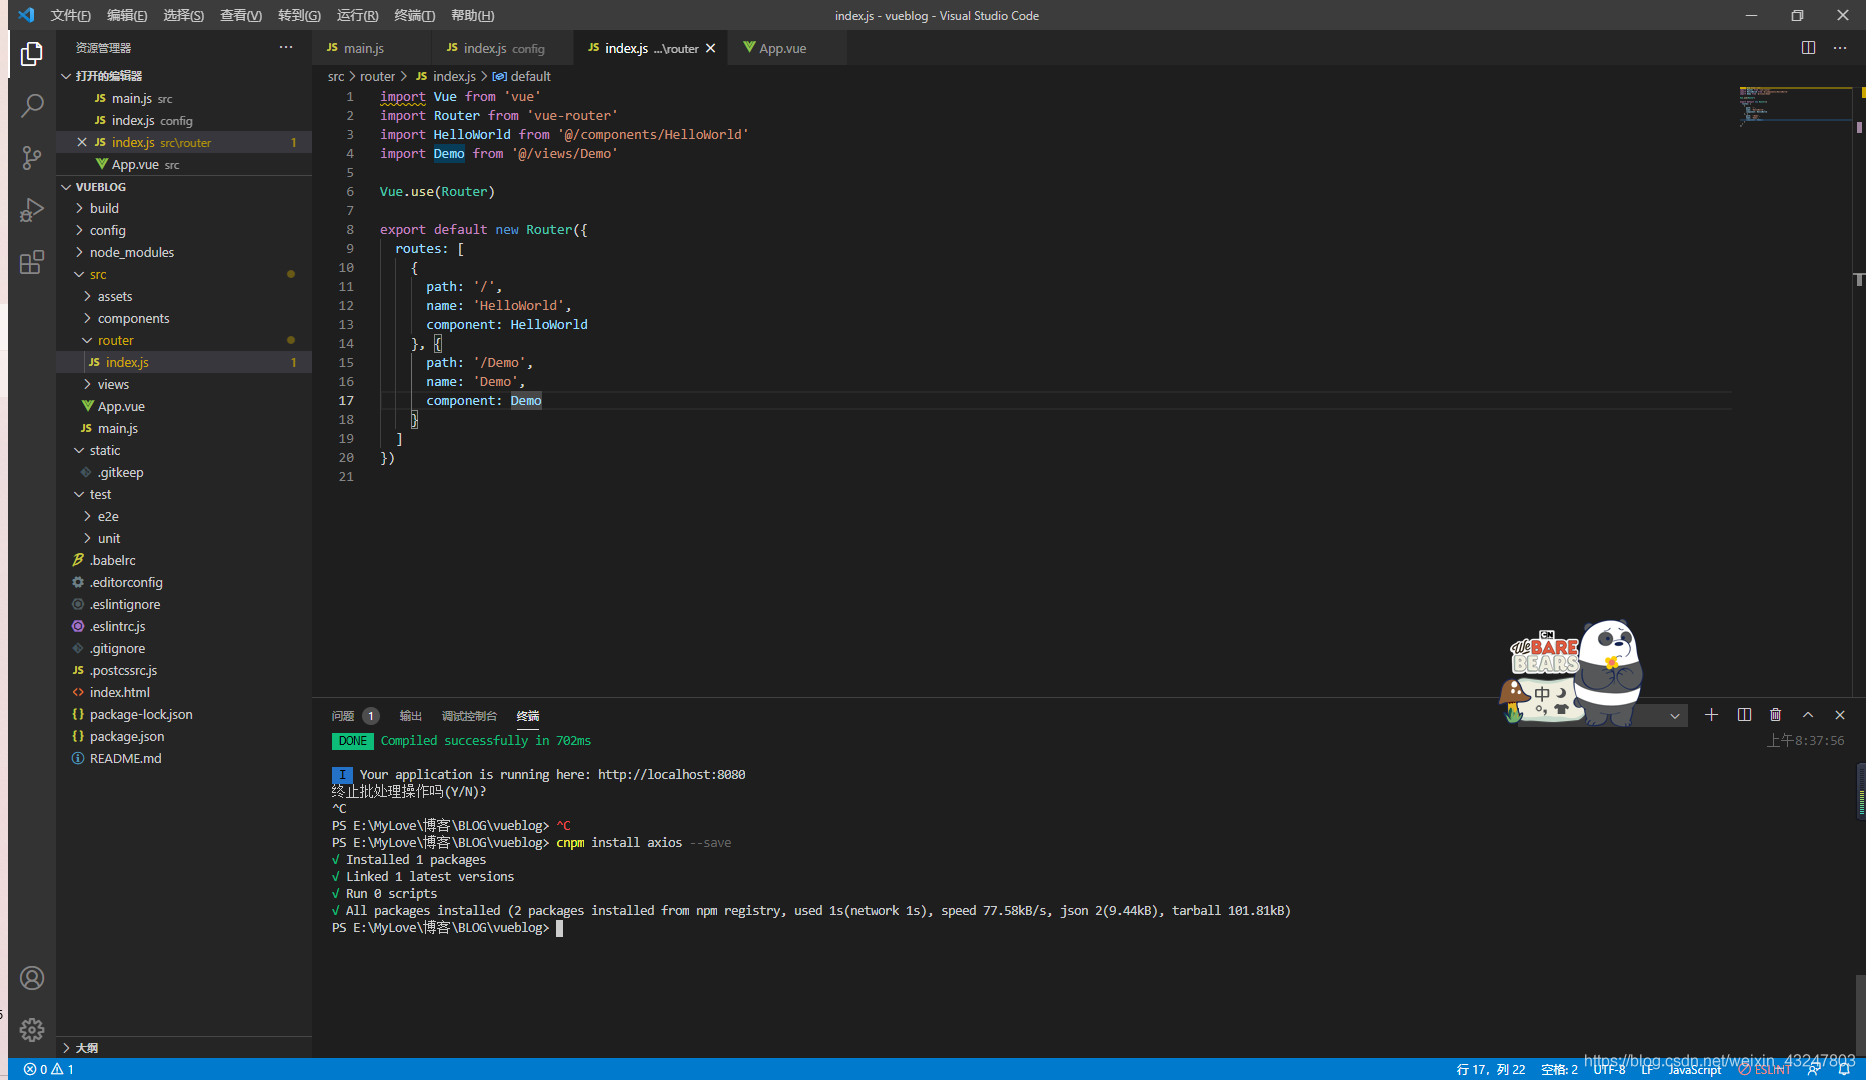 文件(F) 编辑(E) 选择(S) 查看(V) 转到(G) 运行(R) 终端(T) 帮助(H)
index.js - vueblog - Visual Studio Code
资源管理器
打开的编辑器
JS main.js src
JS index.js config
JS index.js src\router 1
App.vue src
VUEBLOG
build
config
node_modules
src
assets
components
router
JS index.js 1
views
App.vue
JS main.js
static
.gitkeep
test
e2e
unit
.babelrc
.editorconfig
.eslintignore
.eslintrc.js
.gitignore
JS .postcssrc.js
index.html
package-lock.json
package.json
README.md
大纲
JS main.js
JS index.js config
JS index.js ...\router
App.vue
src > router > JS index.js > default
1 import Vue from 'vue'
2 import Router from 'vue-router'
3 import HelloWorld from '@/components/HelloWorld'
4 import Demo from '@/views/Demo'
5
6 Vue.use(Router)
7
8 export default new Router({
9 routes: [
10 {
11 path: '/',
12 name: 'HelloWorld',
13 component: HelloWorld
14 }, {
15 path: '/Demo',
16 name: 'Demo',
17 component: Demo
18 }
19 ]
20 })
21
CN
We BARE
BEARS
中
问题 1 输出 调试控制台 终端
DONE Compiled successfully in 702ms
上午8:37:56
I Your application is running here: http://localhost:8080
终止批处理操作吗(Y/N)?
^C
PS E:\MyLove\博客\BLOG\vueblog> ^C
PS E:\MyLove\博客\BLOG\vueblog> cnpm install axios --save
√ Installed 1 packages
√ Linked 1 latest versions
√ Run 0 scripts
√ All packages installed (2 packages installed from npm registry, used 1s(network 1s), speed 77.58kB/s, json 2(9.44kB), tarball 101.81kB)
PS E:\MyLove\博客\BLOG\vueblog>
https://blog.csdn.net/weixin_43247803
0 1
行 17，列 22 空格: 2 UTF-8 LF JavaScript ESLINT